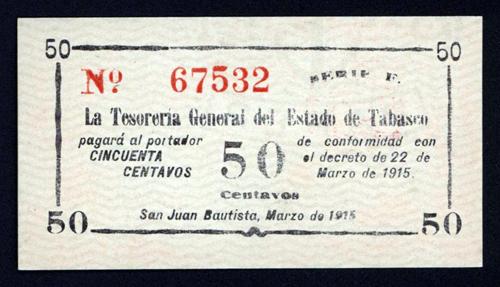 50 50
Nº 67532 SERIE F.
La Tesorería General del Estado de Tabasco
pagará al portador
CINCUENTA
CENTAVOS
50
Centavos
de conformidad con
el decreto de 22 de
Marzo de 1915.
San Juan Bautista, Marzo de 1915
50 50